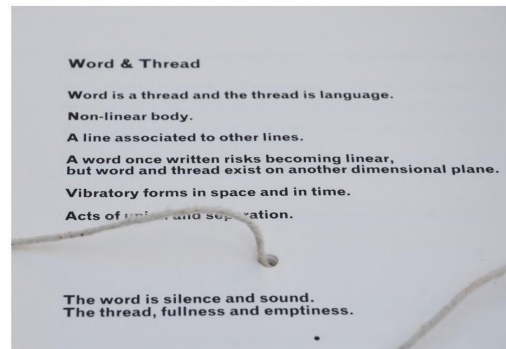 Word & Thread
Word is a thread and the thread is language.
Non-linear body.
A line associated to other lines.
A word once written risks becoming linear,
but word and thread exist on another dimensional plane.
Vibratory forms in space and in time.
Acts of union and separation.
The word is silence and sound.
The thread, fullness and emptiness.